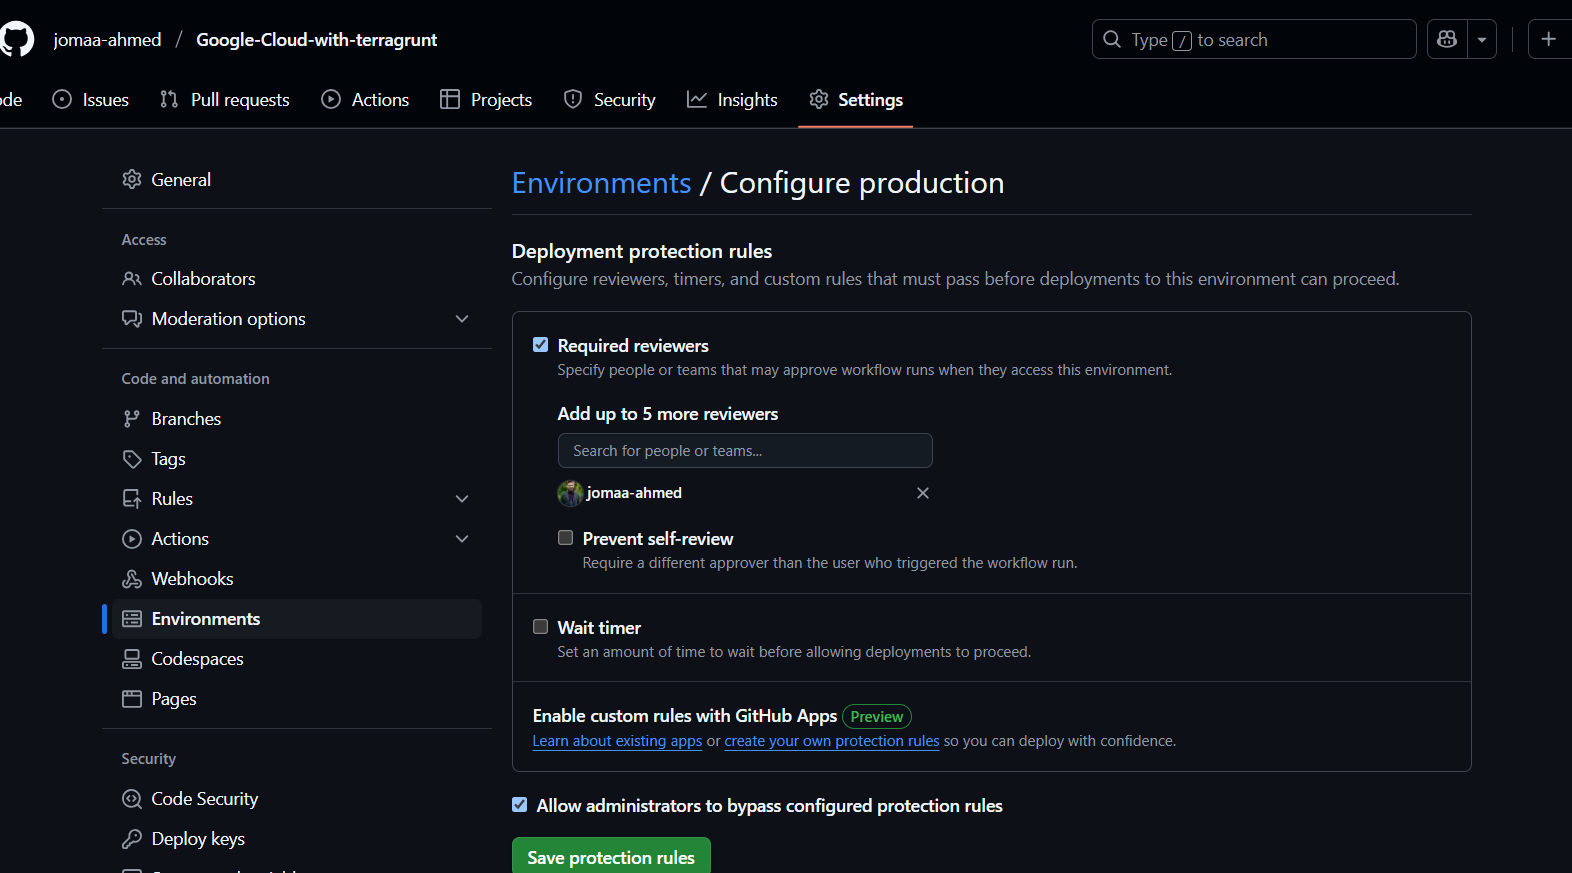 jomaa-ahmed / Google-Cloud-with-terragrunt
Type / to search
Issues
Pull requests
Actions
Projects
Security
Insights
Settings
General
Access
Collaborators
Moderation options
Code and automation
Branches
Tags
Rules
Actions
Webhooks
Environments
Codespaces
Pages
Security
Code Security
Deploy keys
Environments / Configure production
Deployment protection rules
Configure reviewers, timers, and custom rules that must pass before deployments to this environment can proceed.
Required reviewers
Specify people or teams that may approve workflow runs when they access this environment.
Add up to 5 more reviewers
Search for people or teams...
jomaa-ahmed
Prevent self-review
Require a different approver than the user who triggered the workflow run.
Wait timer
Set an amount of time to wait before allowing deployments to proceed.
Enable custom rules with GitHub Apps Preview
Learn about existing apps or create your own protection rules so you can deploy with confidence.
Allow administrators to bypass configured protection rules
Save protection rules